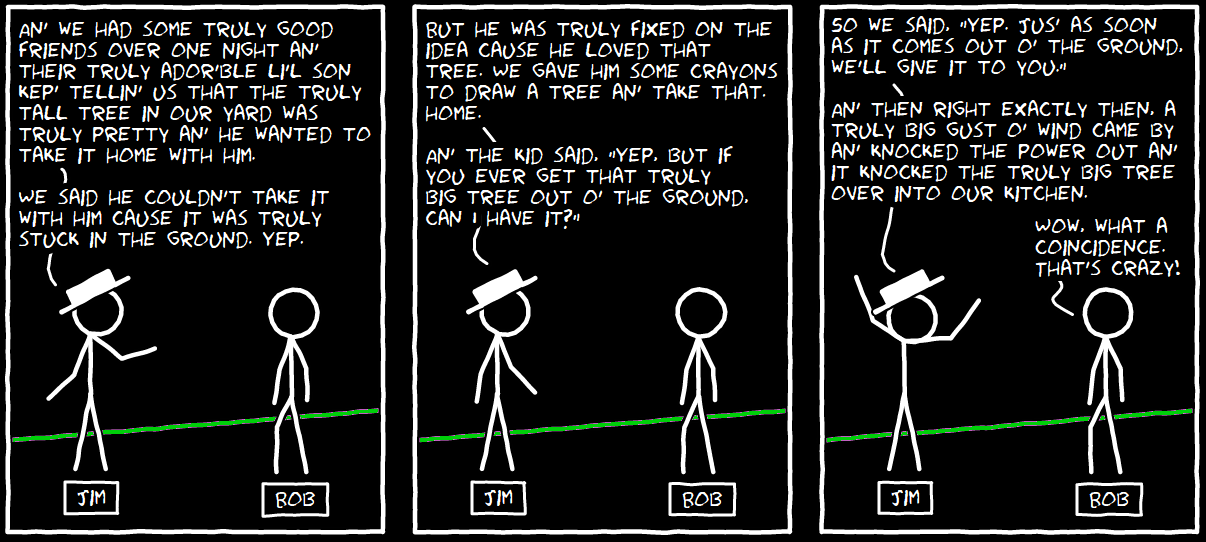 AN' WE HAD SOME TRULY GOOD
FRIENDS OVER ONE NIGHT AN'
THEIR TRULY ADOR'BLE LI'L SON
KEP' TELLIN' US THAT THE TRULY
TALL TREE IN OUR YARD WAS
TRULY PRETTY AN' HE WANTED TO
TAKE IT HOME WITH HIM.
WE SAID HE COULDN'T TAKE IT
WITH HIM CAUSE IT WAS TRULY
STUCK IN THE GROUND. YEP.
JIM
BOB
BUT HE WAS TRULY FIXED ON THE
IDEA CAUSE HE LOVED THAT
TREE. WE GAVE HIM SOME CRAYONS
TO DRAW A TREE AN' TAKE THAT.
HOME.
AN' THE KID SAID, "YEP, BUT IF
YOU EVER GET THAT TRULY
BIG TREE OUT O' THE GROUND,
CAN I HAVE IT?"
JIM
BOB
SO WE SAID, "YEP. JUS' AS SOON
AS IT COMES OUT O' THE GROUND,
WE'LL GIVE IT TO YOU."
AN' THEN RIGHT EXACTLY THEN, A
TRULY BIG GUST O' WIND CAME BY
AN' KNOCKED THE POWER OUT AN'
IT KNOCKED THE TRULY BIG TREE
OVER INTO OUR KITCHEN.
WOW, WHAT A
COINCIDENCE.
THAT'S CRAZY!
JIM
BOB